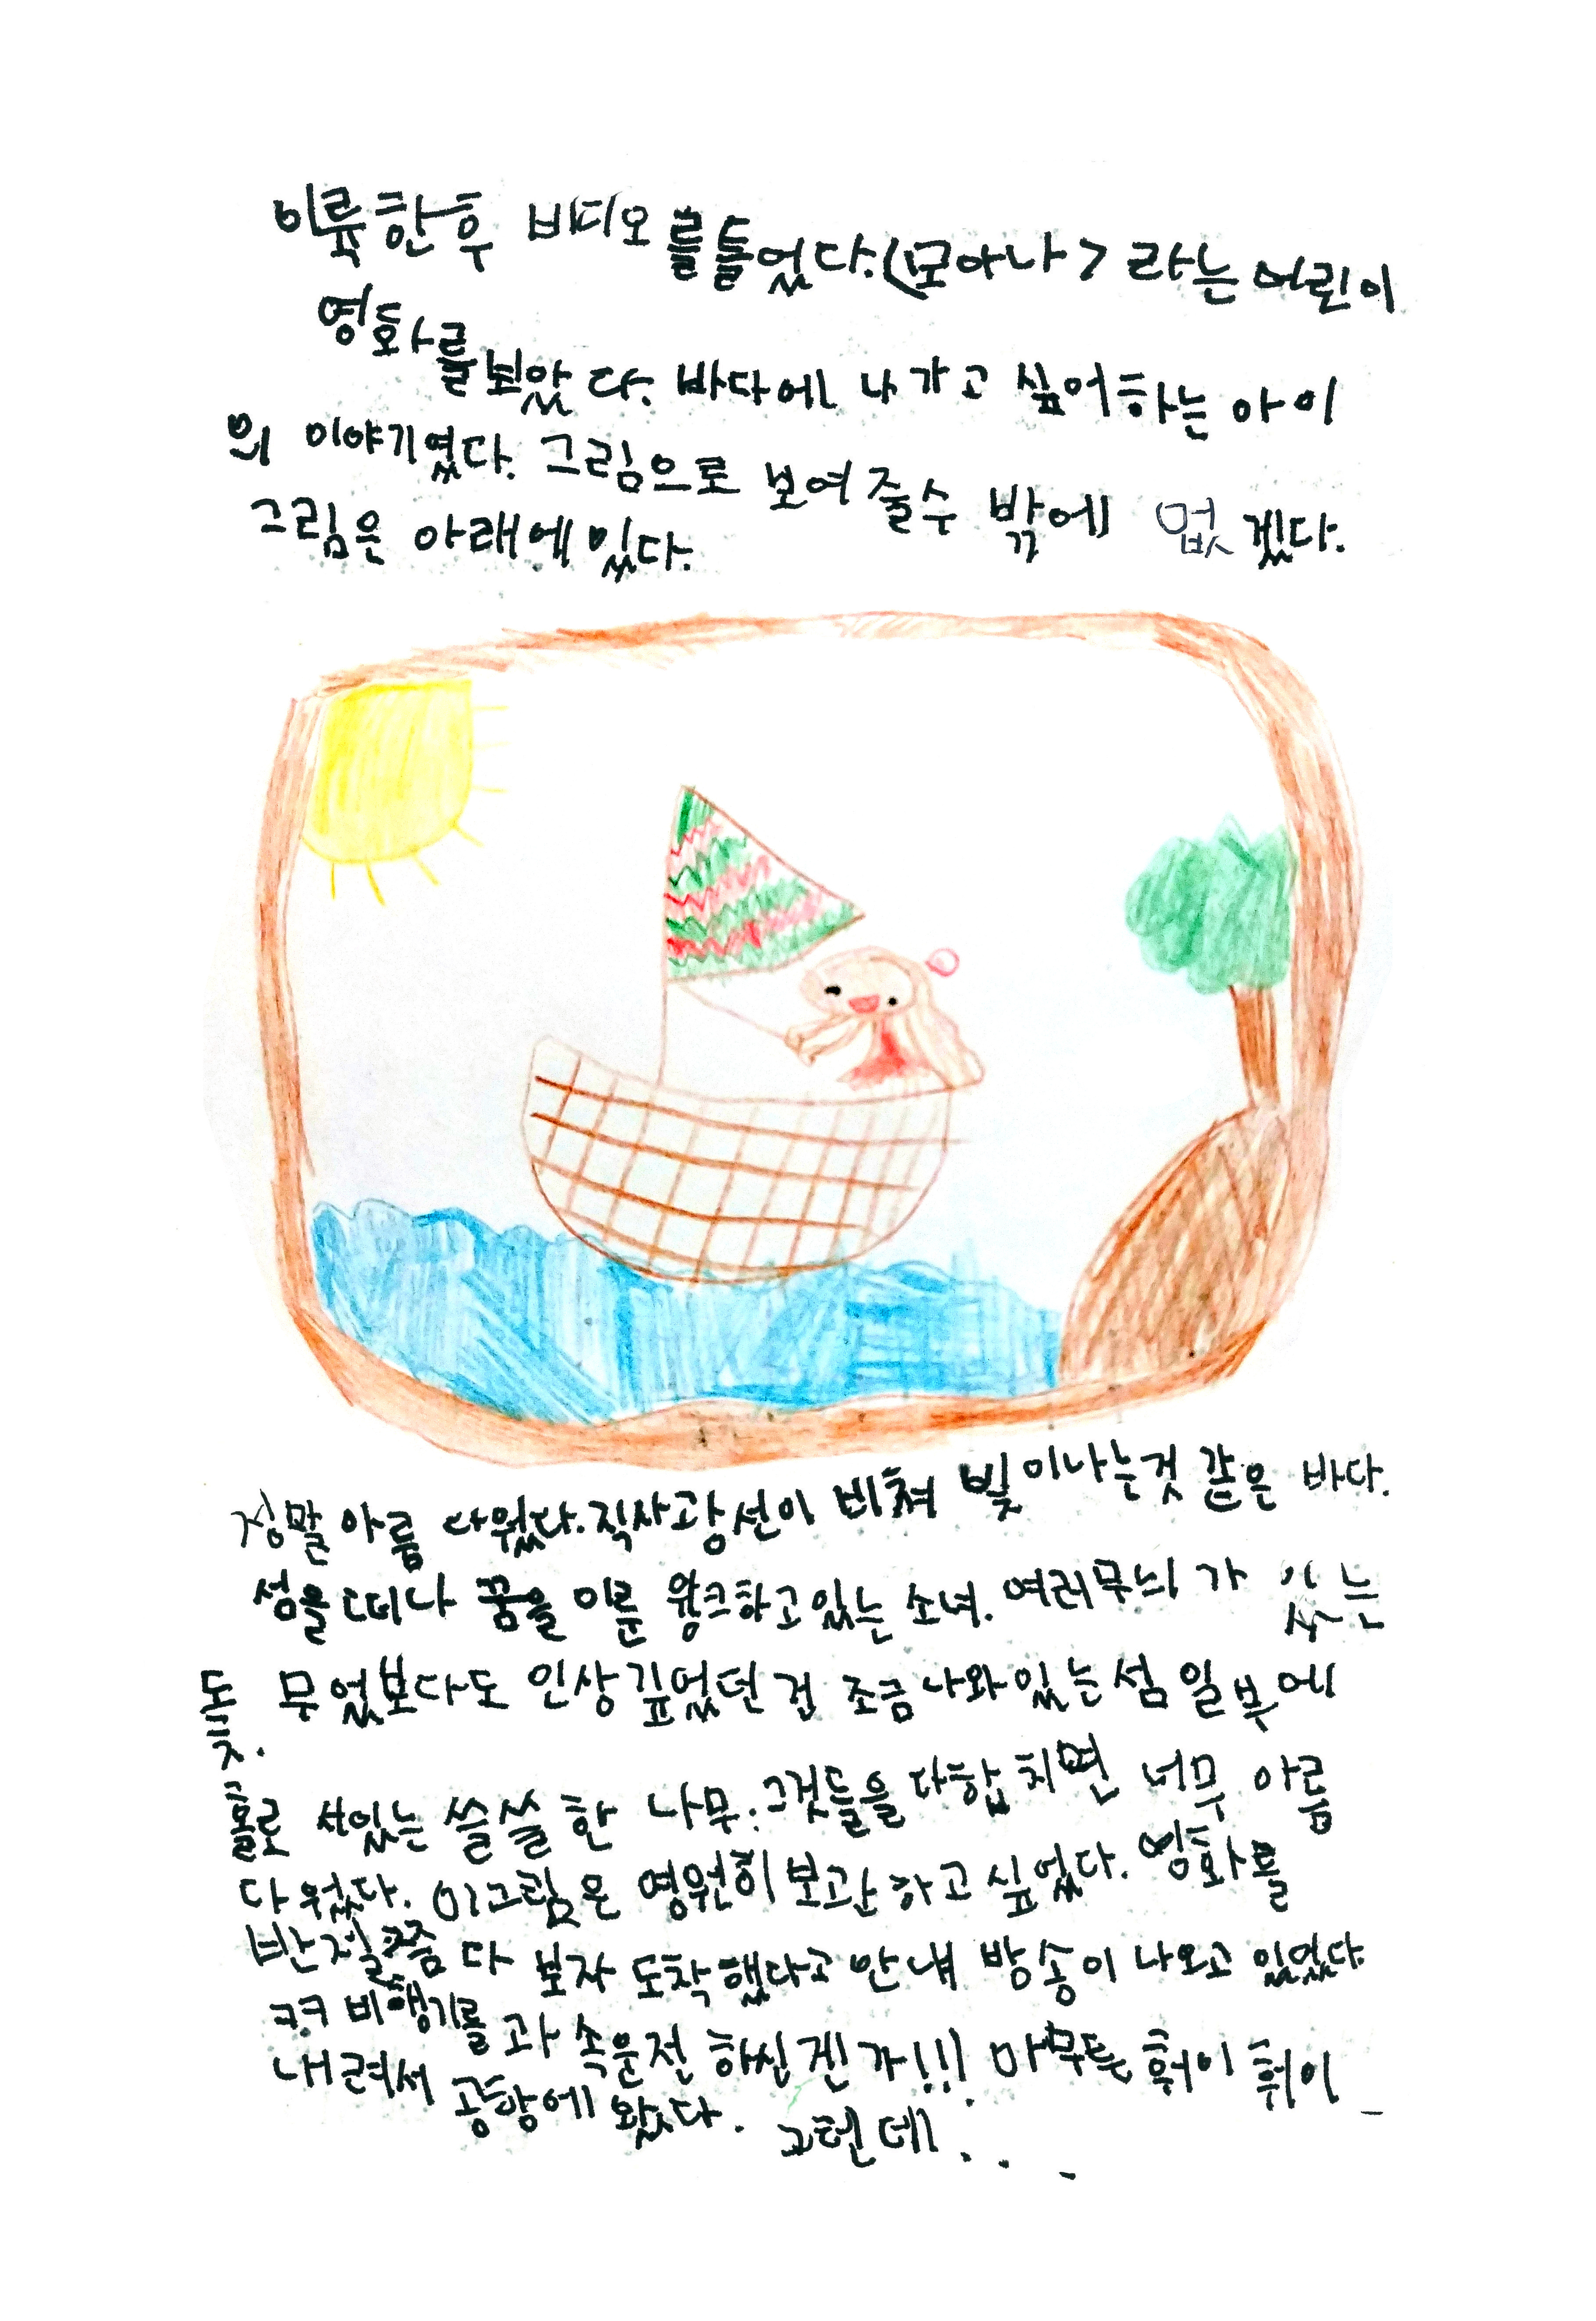 이륙한후 비디오를틀었다.<모아나> 라는 어린이
영화를보았다. 바다에 나가고 싶어하는 아이
의 이야기였다. 그림으로 보여 줄수 밖에 없겠다.
그림은 아래에 있다.
정말 아름 다웠다. 직사광선이 비쳐 빛이나는것 같은 바다.
섬을 떠나 꿈을 이룬 윙크하고있는 소녀. 여러무늬가 있는
돛. 무었보다도 인상깊었던 건 조금나와있는섬 일부에
홀로 서있는 쓸쓸한 나무. 그것들을 다합치면 너무 아름
다웠다. 이그림은 영원히 보관하고 싶었다. 영화를
반절쯤 다 보자 도착했다고 안내 방송이 나오고 있었다.
ㅋㅋ 비행기를 과속운전 하신겐가!!! 아무튼 휘이 휘이
내려서 공항에 왔다. 그런데...